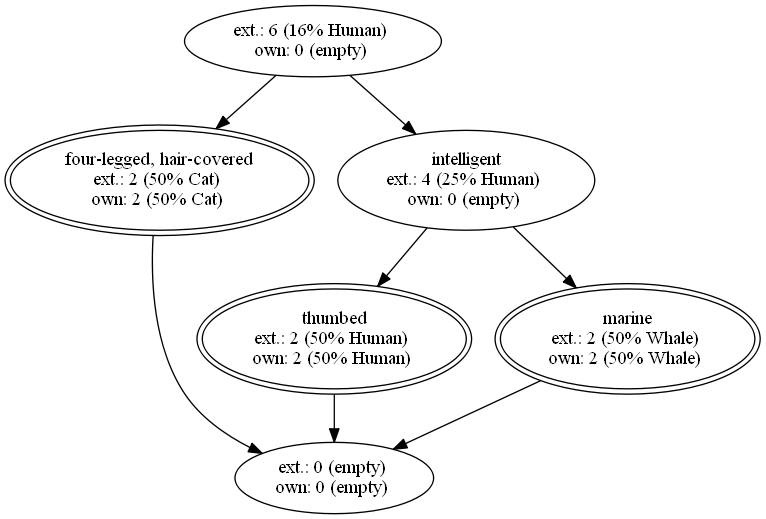 ext.: 6 (16% Human)
own: 0 (empty)
four-legged, hair-covered
ext.: 2 (50% Cat)
own: 2 (50% Cat)
intelligent
ext.: 4 (25% Human)
own: 0 (empty)
thumbed
ext.: 2 (50% Human)
own: 2 (50% Human)
marine
ext.: 2 (50% Whale)
own: 2 (50% Whale)
ext.: 0 (empty)
own: 0 (empty)